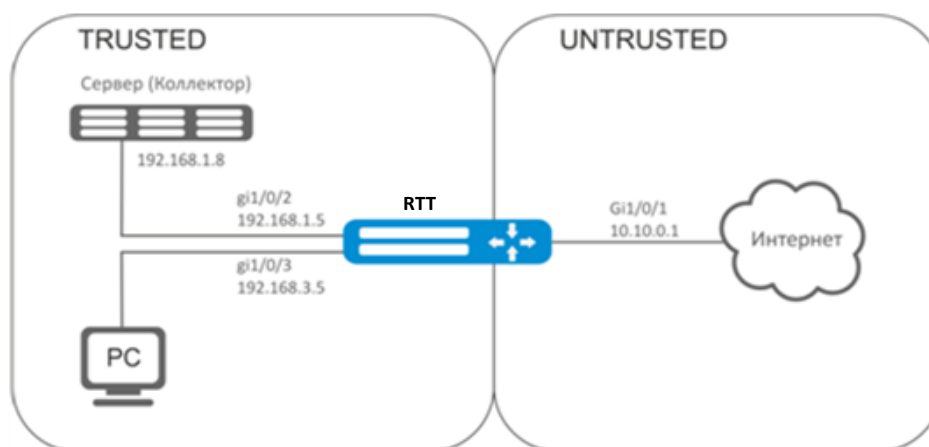 TRUSTED
UNTRUSTED
Сервер (Коллектор)
192.168.1.8
gi1/0/2
192.168.1.5
RTT
Gi1/0/1
10.10.0.1
Интернет
gi1/0/3
192.168.3.5
PC